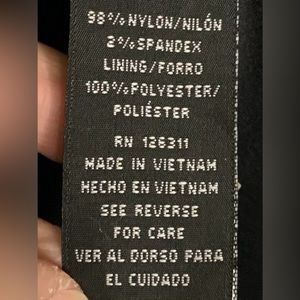 98%NYLON/NILÓN
2%SPANDEX
LINING/FORRO
100%POLYESTER/
POLIÉSTER
RN 126311
MADE IN VIETNAM
HECHO EN VIETNAM
SEE REVERSE
FOR CARE
VER AL DORSO PARA
EL CUIDADO